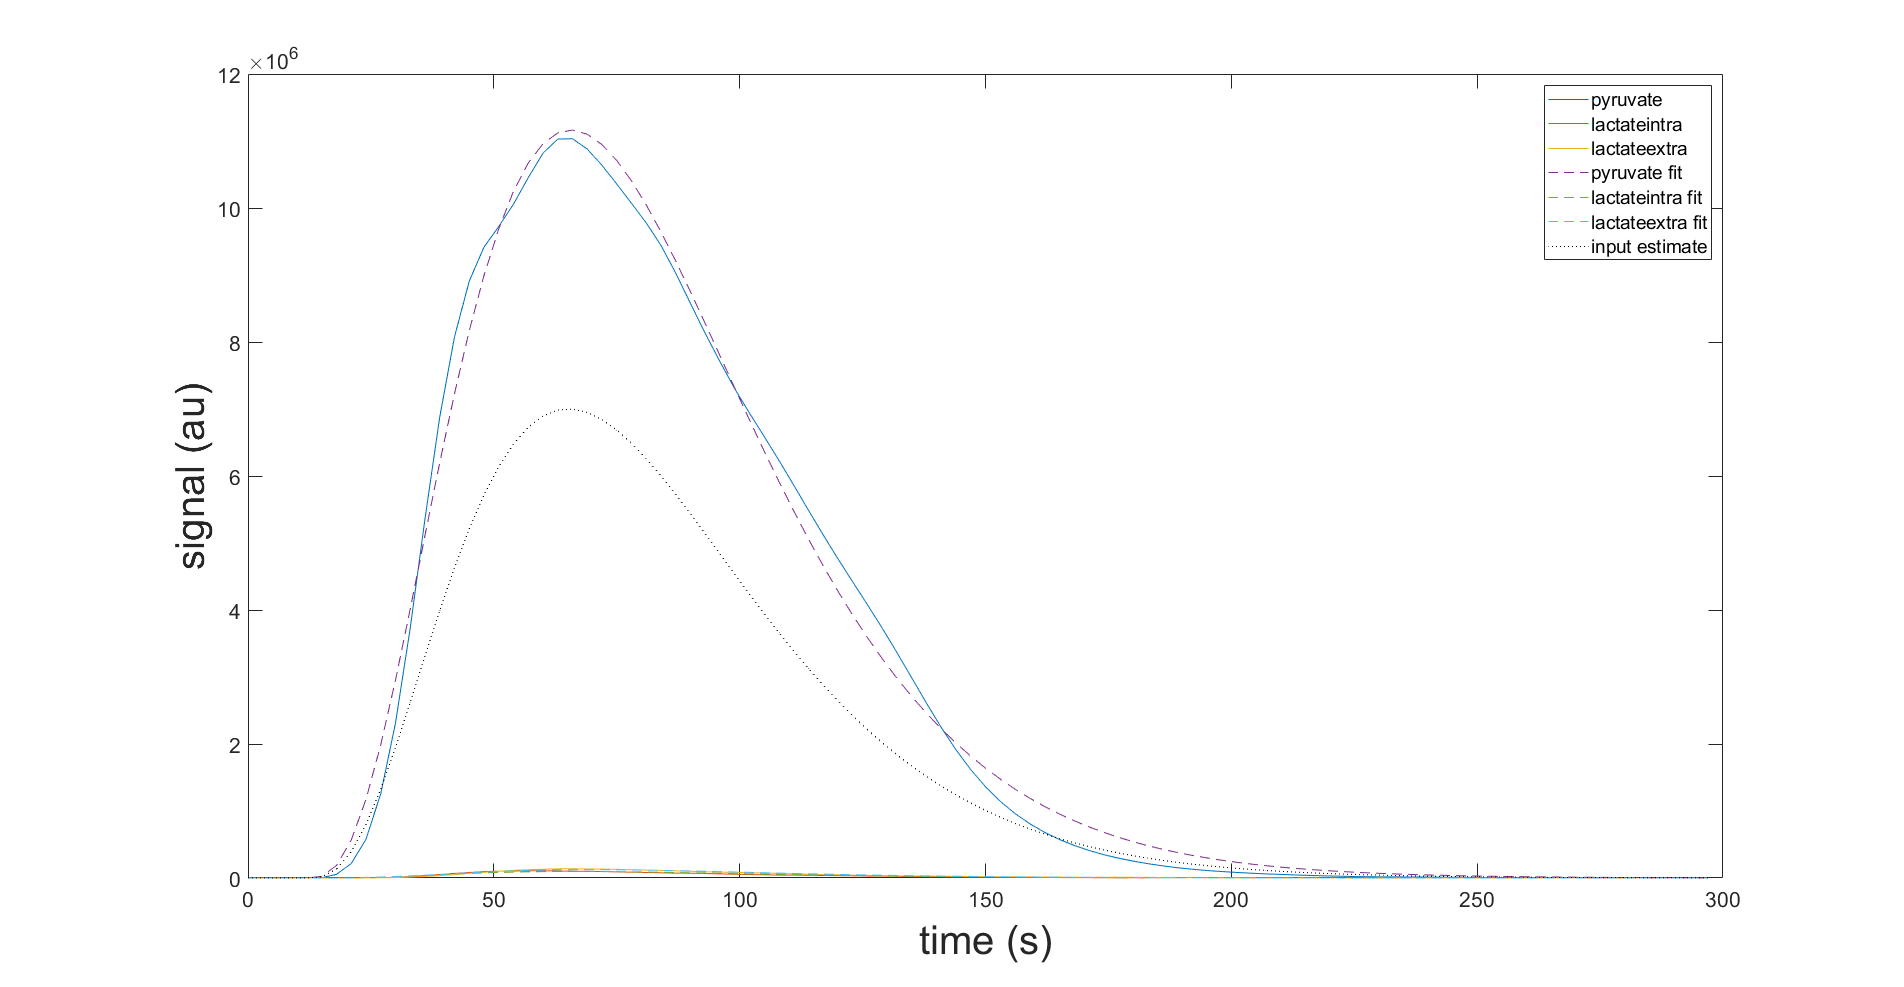 ×10^6
12
10
8
6
4
2
0
signal (au)
0 50 100 150 200 250 300
time (s)
pyruvate
lactateintra
lactateextra
pyruvate fit
lactateintra fit
lactateextra fit
input estimate